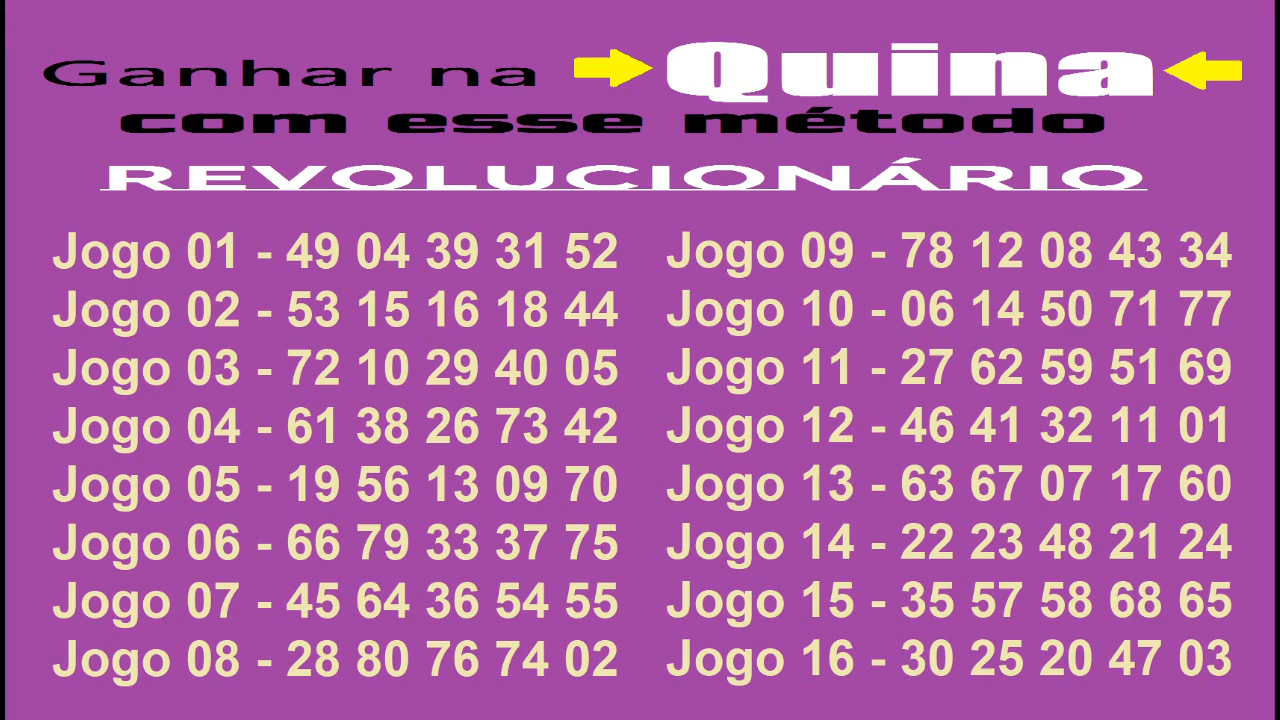 Ganhar na Quina
com esse método
REVOLUCIONÁRIO
Jogo 01 - 49 04 39 31 52
Jogo 02 - 53 15 16 18 44
Jogo 03 - 72 10 29 40 05
Jogo 04 - 61 38 26 73 42
Jogo 05 - 19 56 13 09 70
Jogo 06 - 66 79 33 37 75
Jogo 07 - 45 64 36 54 55
Jogo 08 - 28 80 76 74 02
Jogo 09 - 78 12 08 43 34
Jogo 10 - 06 14 50 71 77
Jogo 11 - 27 62 59 51 69
Jogo 12 - 46 41 32 11 01
Jogo 13 - 63 67 07 17 60
Jogo 14 - 22 23 48 21 24
Jogo 15 - 35 57 58 68 65
Jogo 16 - 30 25 20 47 03